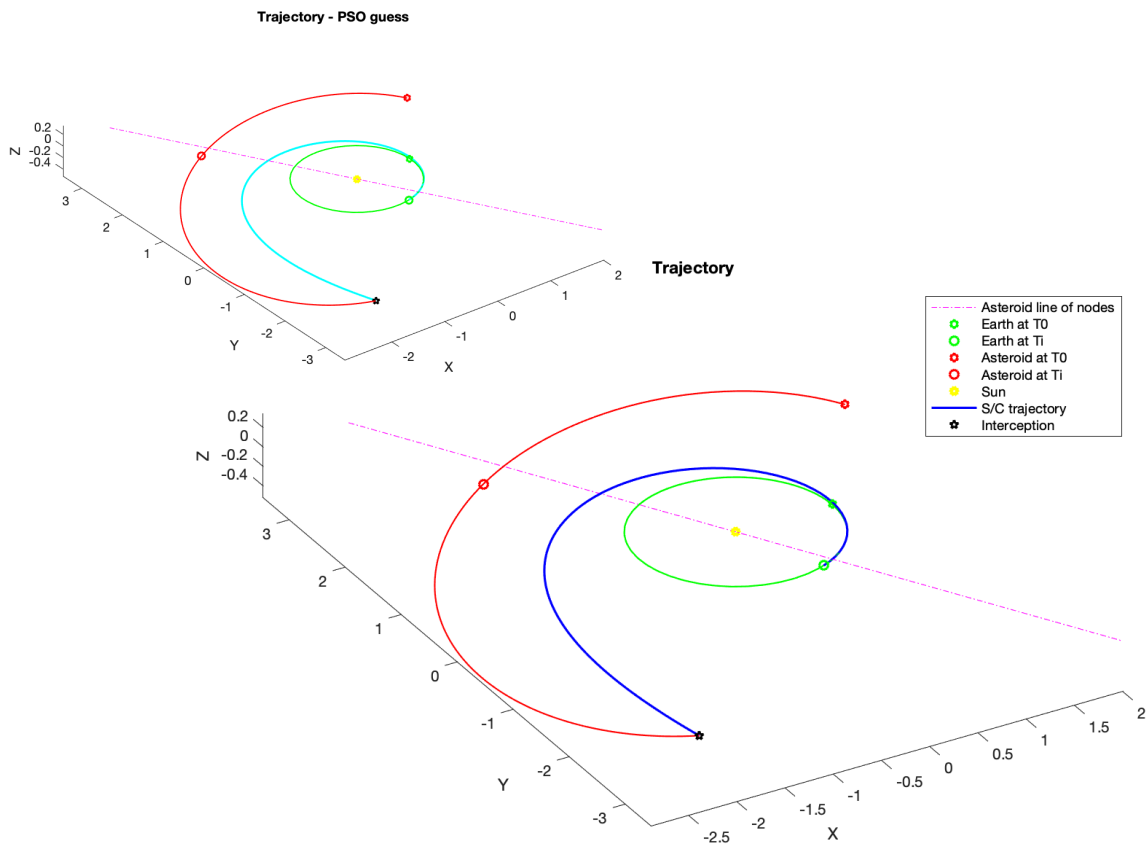 Trajectory - PSO guess
0.2
0
-0.2
-0.4
Z
3
2
1
0
-1
-2
-3
Y
-2
-1
0
1
2
X
Trajectory
Asteroid line of nodes
Earth at T0
Earth at Ti
Asteroid at T0
Asteroid at Ti
Sun
S/C trajectory
Interception
0.2
0
-0.2
-0.4
Z
3
2
1
0
-1
-2
-3
Y
-2.5
-2
-1.5
-1
-0.5
0
0.5
1
1.5
2
X